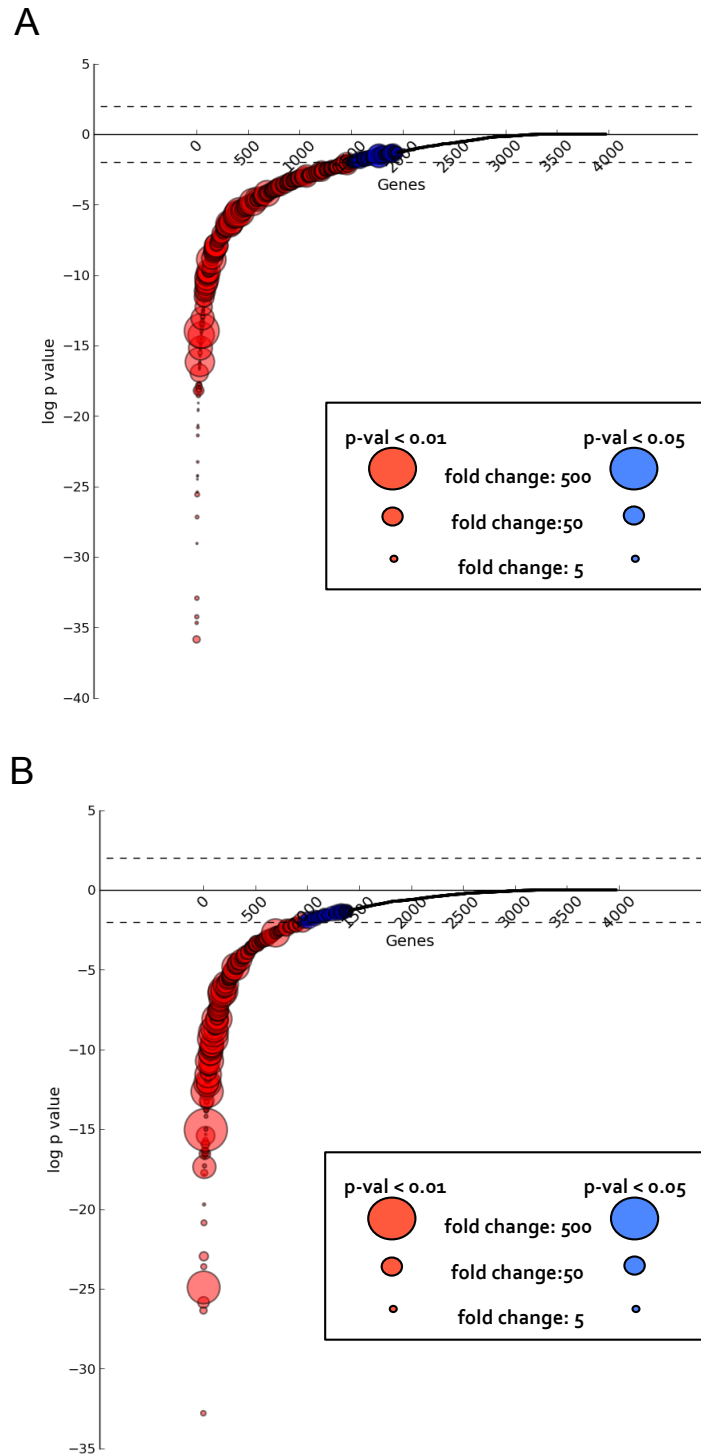 A
5
0
0
500
1000
1500
2000
2500
3000
3500
4000
Genes
−5
−10
−15
−20
−25
−30
−35
−40
log p value
p-val < 0.01 p-val < 0.05
fold change: 500
fold change:50
fold change: 5
B
5
0
0
500
1000
1500
2000
2500
3000
3500
4000
Genes
−5
−10
−15
−20
−25
−30
−35
log p value
p-val < 0.01 p-val < 0.05
fold change: 500
fold change:50
fold change: 5